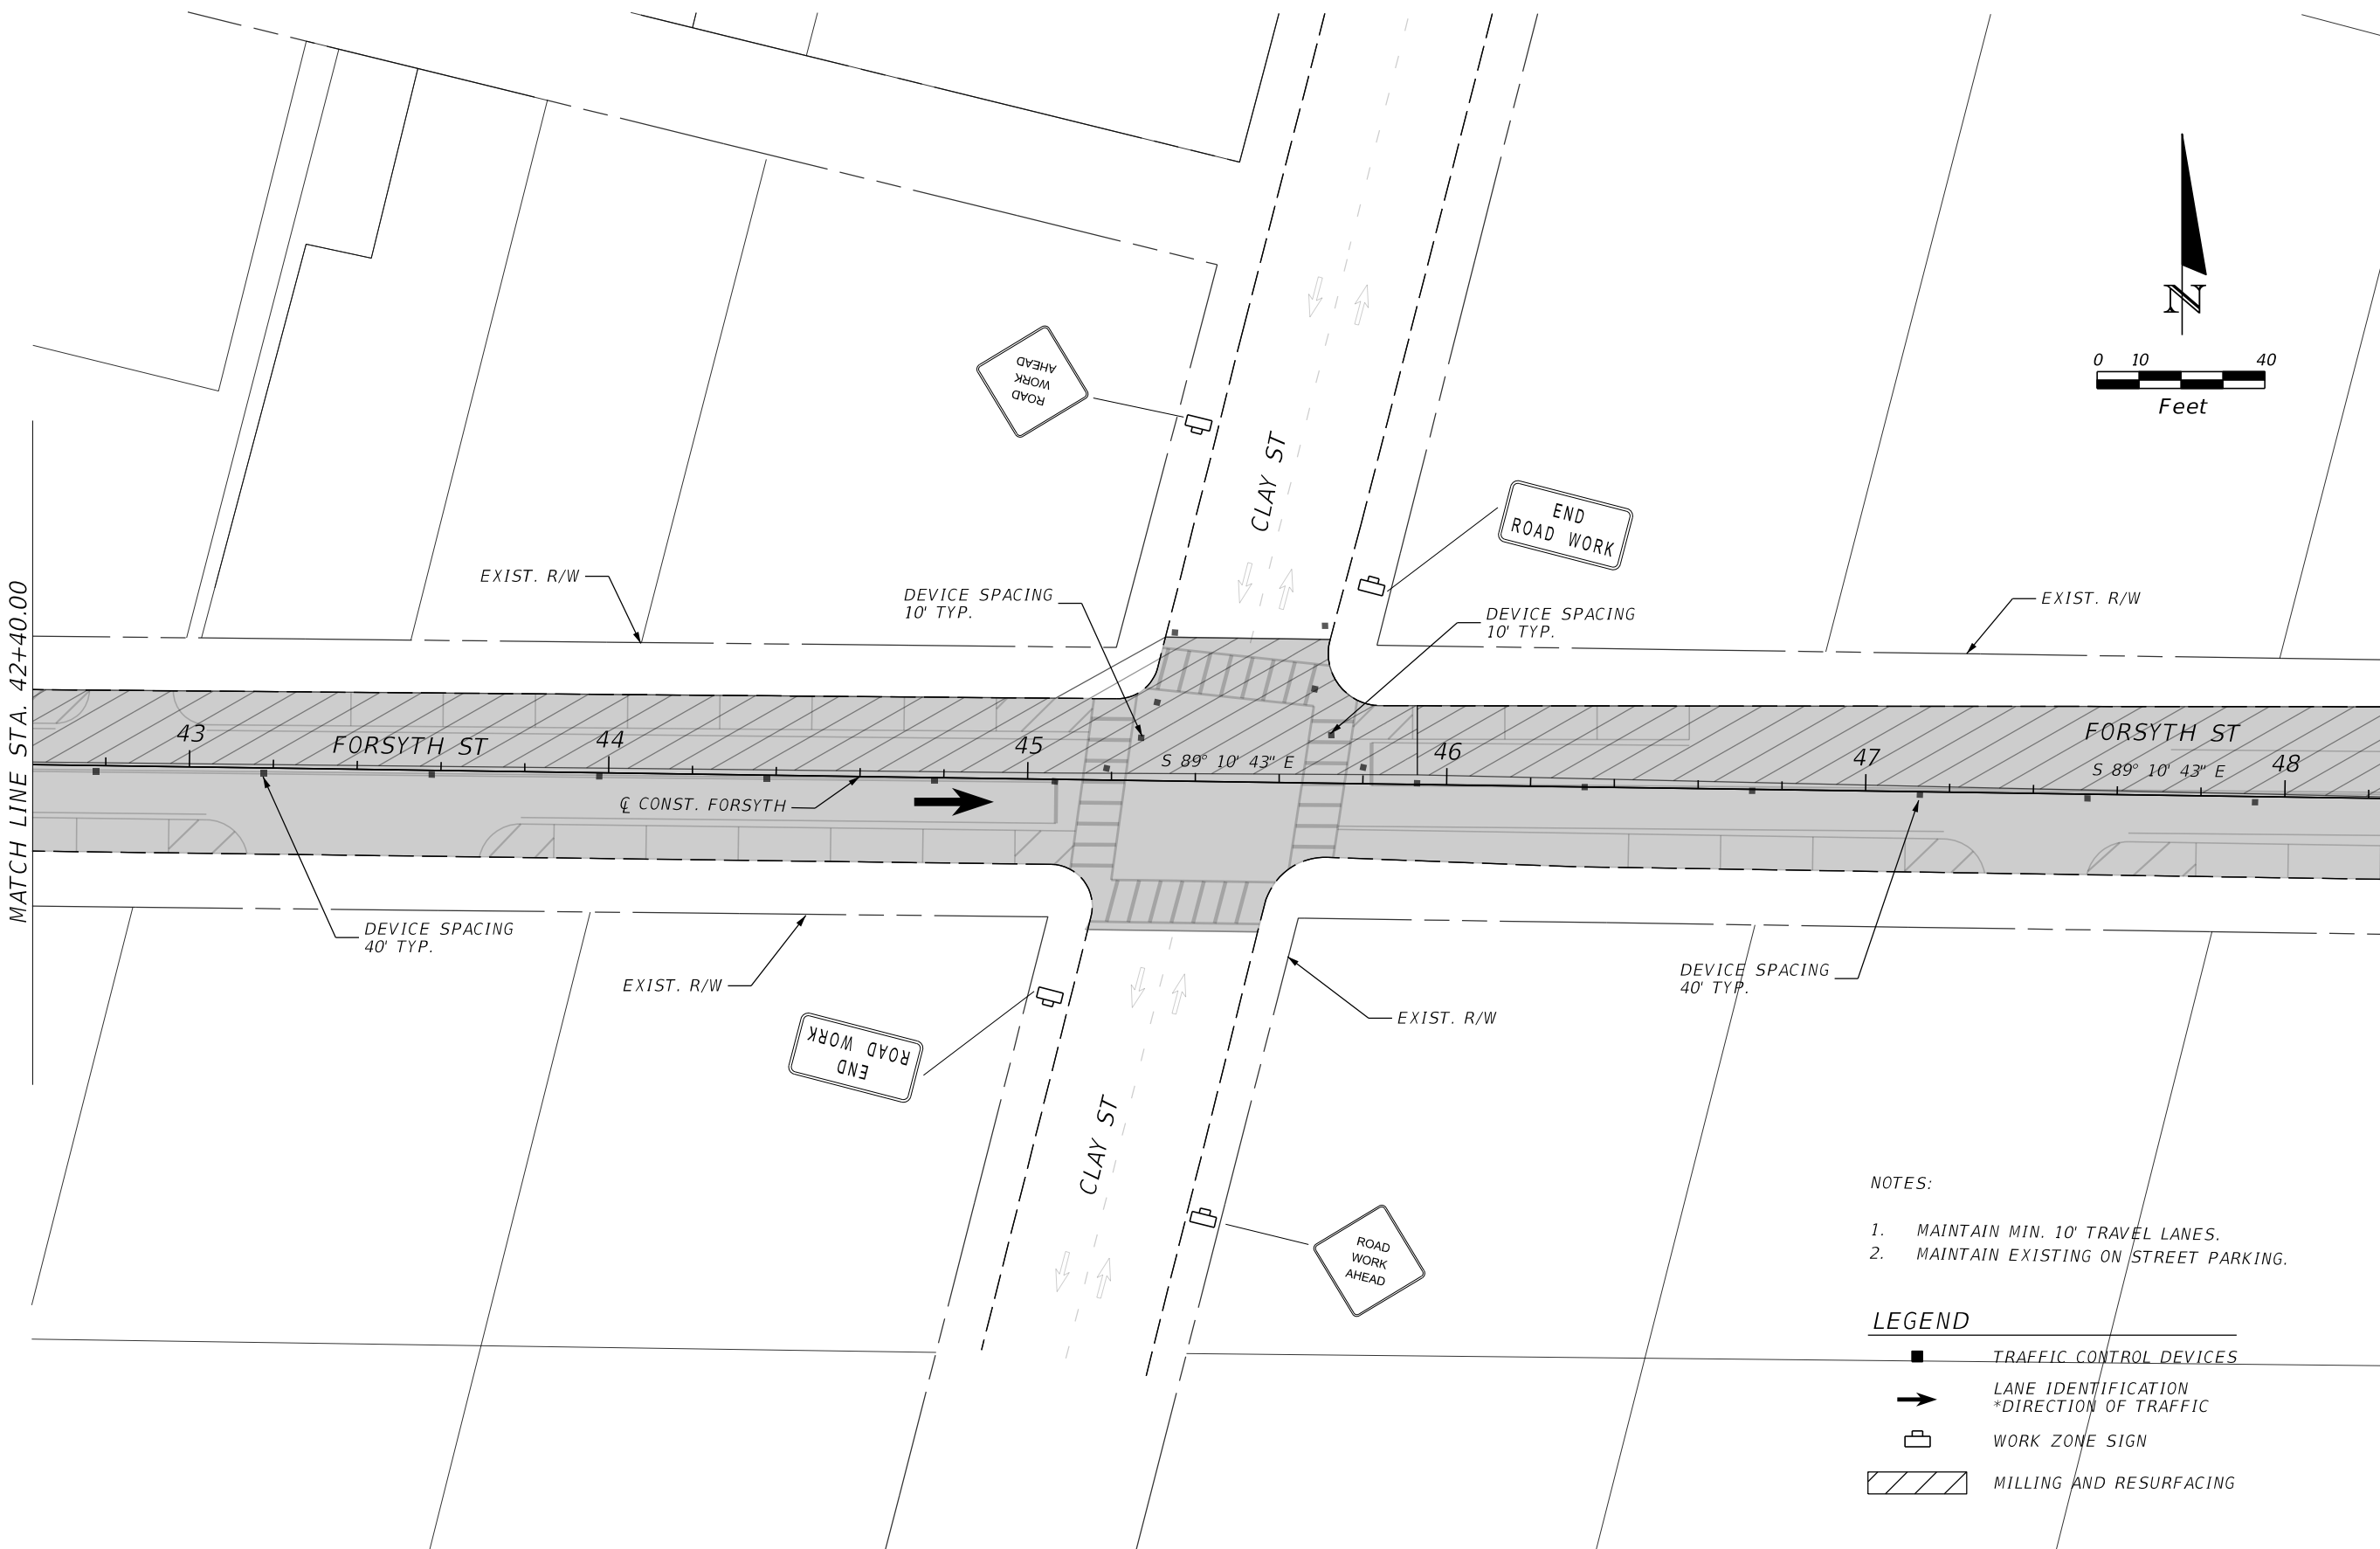 0 10 40
Feet
N
ROAD
WORK
AHEAD
CLAY ST
END
ROAD WORK
EXIST. R/W
DEVICE SPACING
10' TYP.
DEVICE SPACING
10' TYP.
EXIST. R/W
MATCH LINE STA. 42+40.00
43
FORSYTH ST
44
45
S 89° 10' 43" E
46
47
FORSYTH ST
S 89° 10' 43" E
48
℄ CONST. FORSYTH
DEVICE SPACING
40' TYP.
EXIST. R/W
DEVICE SPACING
40' TYP.
EXIST. R/W
END
ROAD WORK
CLAY ST
ROAD
WORK
AHEAD
NOTES:
1. MAINTAIN MIN. 10' TRAVEL LANES.
2. MAINTAIN EXISTING ON STREET PARKING.
LEGEND
TRAFFIC CONTROL DEVICES
LANE IDENTIFICATION
*DIRECTION OF TRAFFIC
WORK ZONE SIGN
MILLING AND RESURFACING